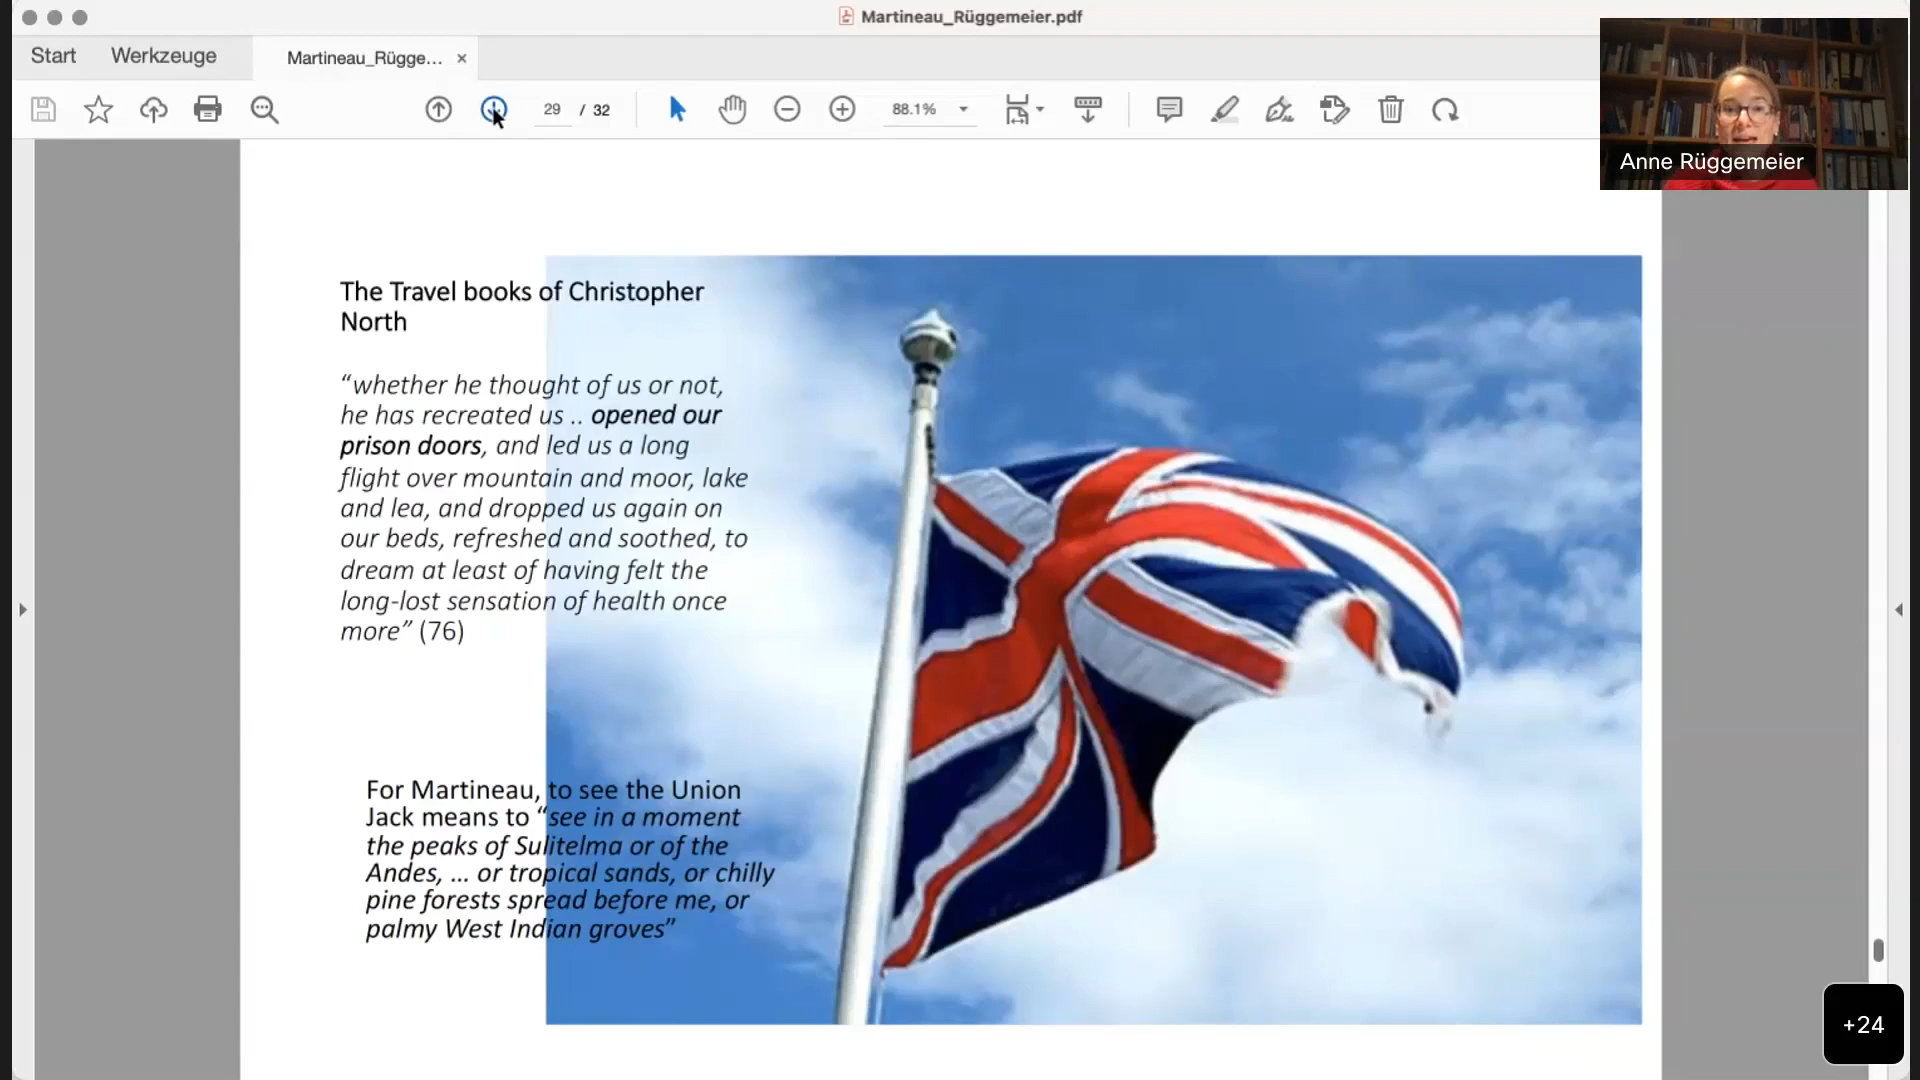 Martineau_Rüggemeier.pdf
Start
Werkzeuge
Martineau_Rügge...
29 / 32
88.1%
Anne Rüggemeier
The Travel books of Christopher
North
“whether he thought of us or not,
he has recreated us .. opened our
prison doors, and led us a long
flight over mountain and moor, lake
and lea, and dropped us again on
our beds, refreshed and soothed, to
dream at least of having felt the
long-lost sensation of health once
more” (76)
For Martineau, to see the Union
Jack means to “see in a moment
the peaks of Sulitelma or of the
Andes, ... or tropical sands, or chilly
pine forests spread before me, or
palmy West Indian groves”
+24